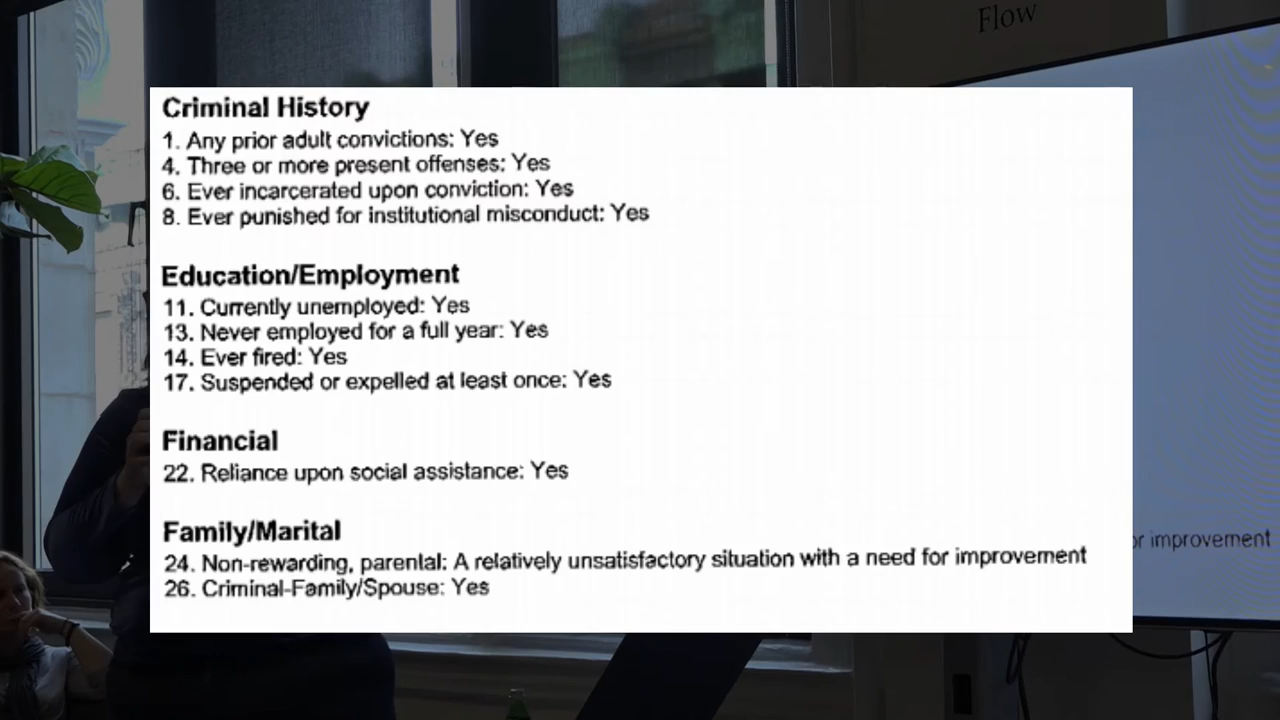 Flow
Criminal History
1. Any prior adult convictions: Yes
4. Three or more present offenses: Yes
6. Ever incarcerated upon conviction: Yes
8. Ever punished for institutional misconduct: Yes
Education/Employment
11. Currently unemployed: Yes
13. Never employed for a full year: Yes
14. Ever fired: Yes
17. Suspended or expelled at least once: Yes
Financial
22. Reliance upon social assistance: Yes
Family/Marital
24. Non-rewarding, parental: A relatively unsatisfactory situation with a need for improvement
26. Criminal-Family/Spouse: Yes
or improvement